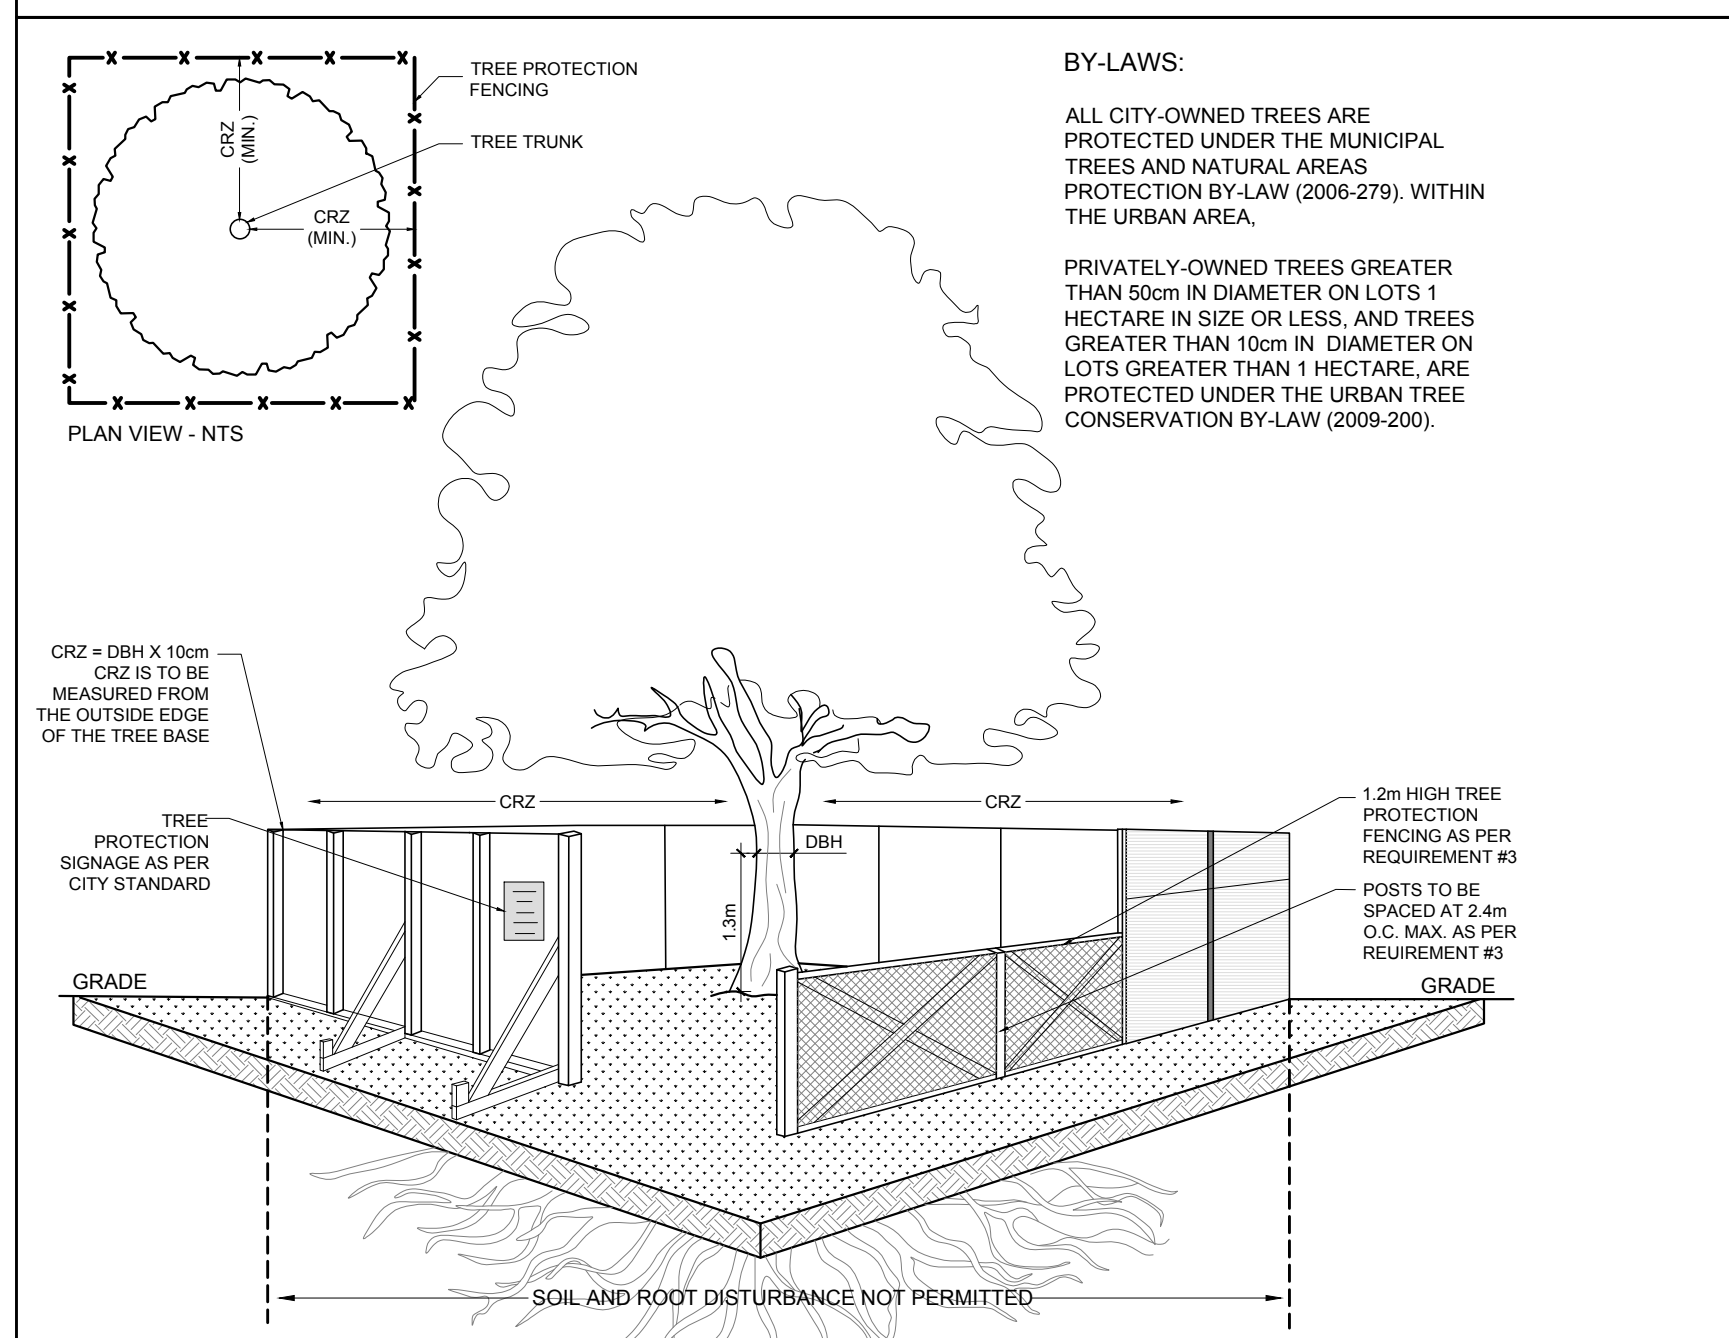 TREE PROTECTION
FENCING
CRZ
(MIN.)
TREE TRUNK
CRZ
(MIN.)
PLAN VIEW - NTS
BY-LAWS:
ALL CITY-OWNED TREES ARE
PROTECTED UNDER THE MUNICIPAL
TREES AND NATURAL AREAS
PROTECTION BY-LAW (2006-279). WITHIN
THE URBAN AREA,
PRIVATELY-OWNED TREES GREATER
THAN 50cm IN DIAMETER ON LOTS 1
HECTARE IN SIZE OR LESS, AND TREES
GREATER THAN 10cm IN DIAMETER ON
LOTS GREATER THAN 1 HECTARE, ARE
PROTECTED UNDER THE URBAN TREE
CONSERVATION BY-LAW (2009-200).
CRZ = DBH X 10cm
CRZ IS TO BE
MEASURED FROM
THE OUTSIDE EDGE
OF THE TREE BASE
CRZ
CRZ
TREE
PROTECTION
SIGNAGE AS PER
CITY STANDARD
DBH
1.3m
1.2m HIGH TREE
PROTECTION
FENCING AS PER
REQUIREMENT #3
POSTS TO BE
SPACED AT 2.4m
O.C. MAX. AS PER
REUIREMENT #3
GRADE
GRADE
SOIL AND ROOT DISTURBANCE NOT PERMITTED